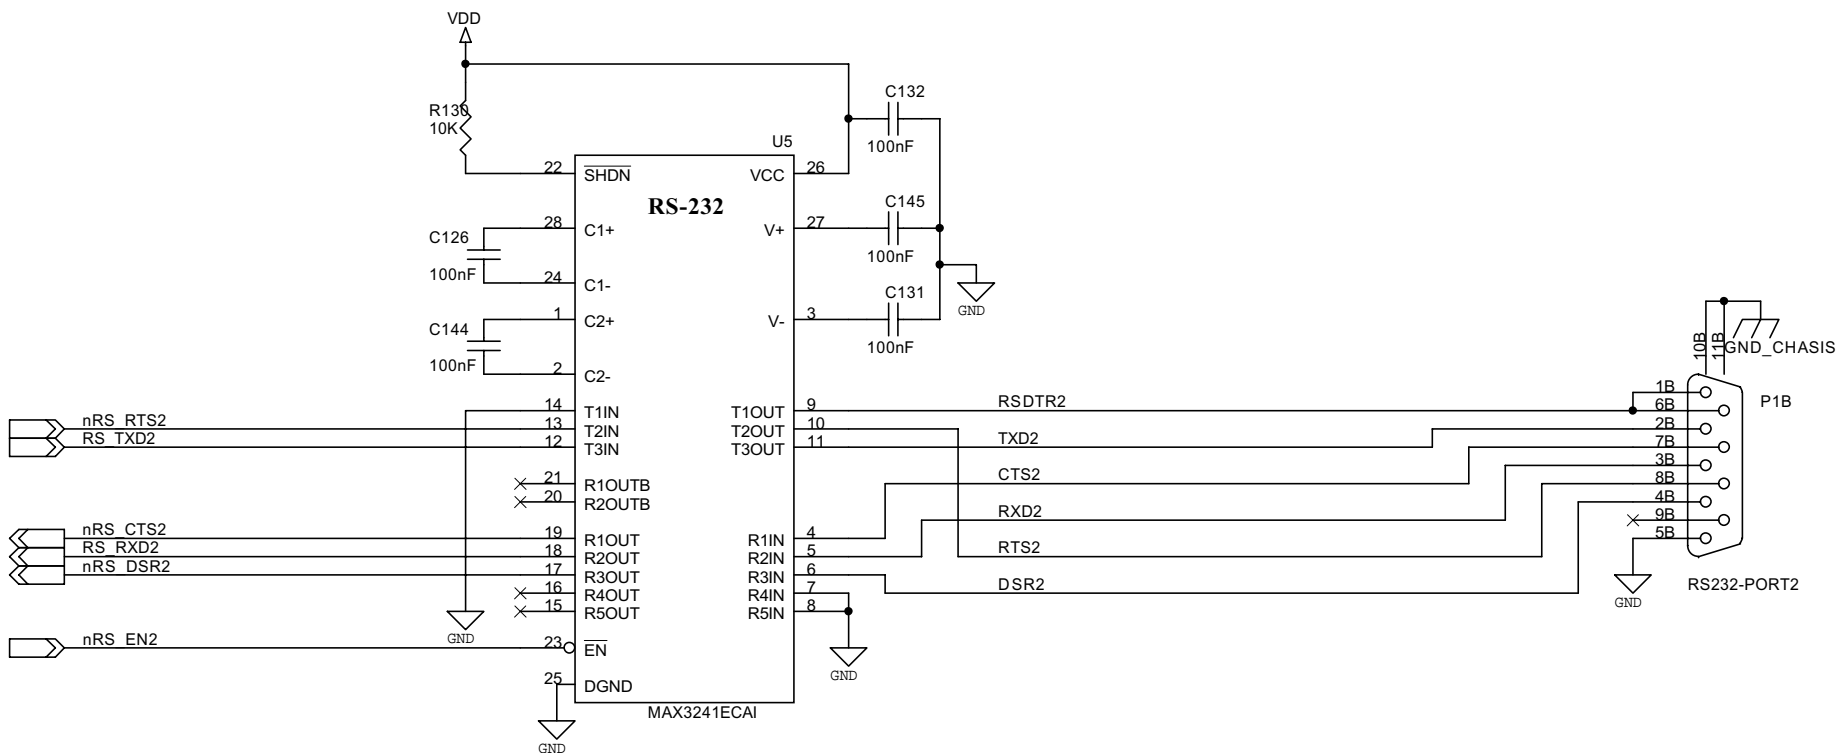 VDD
R130
10K
U5
C132
100nF
22
SHDN
VCC
26
RS-232
C145
100nF
28
C1+
V+
27
C126
100nF
24
C1-
GND
C131
100nF
1
C2+
V-
3
C144
100nF
2
C2-
10B
11B
GND_CHASIS
14
T1IN
T1OUT
9
RSDTR2
1B
6B
P1B
nRS_RTS2
13
T2IN
T2OUT
10
2B
RS_TXD2
12
T3IN
T3OUT
11
TXD2
7B
21
R1OUTB
CTS2
3B
8B
20
R2OUTB
4B
RXD2
9B
nRS_CTS2
19
R1OUT
R1IN
4
5B
RS_RXD2
18
R2OUT
R2IN
5
RTS2
nRS_DSR2
17
R3OUT
R3IN
6
DSR2
RS232-PORT2
16
R4OUT
R4IN
7
GND
15
R5OUT
R5IN
8
GND
nRS_EN2
23
EN
GND
25
DGND
MAX3241ECAI
GND